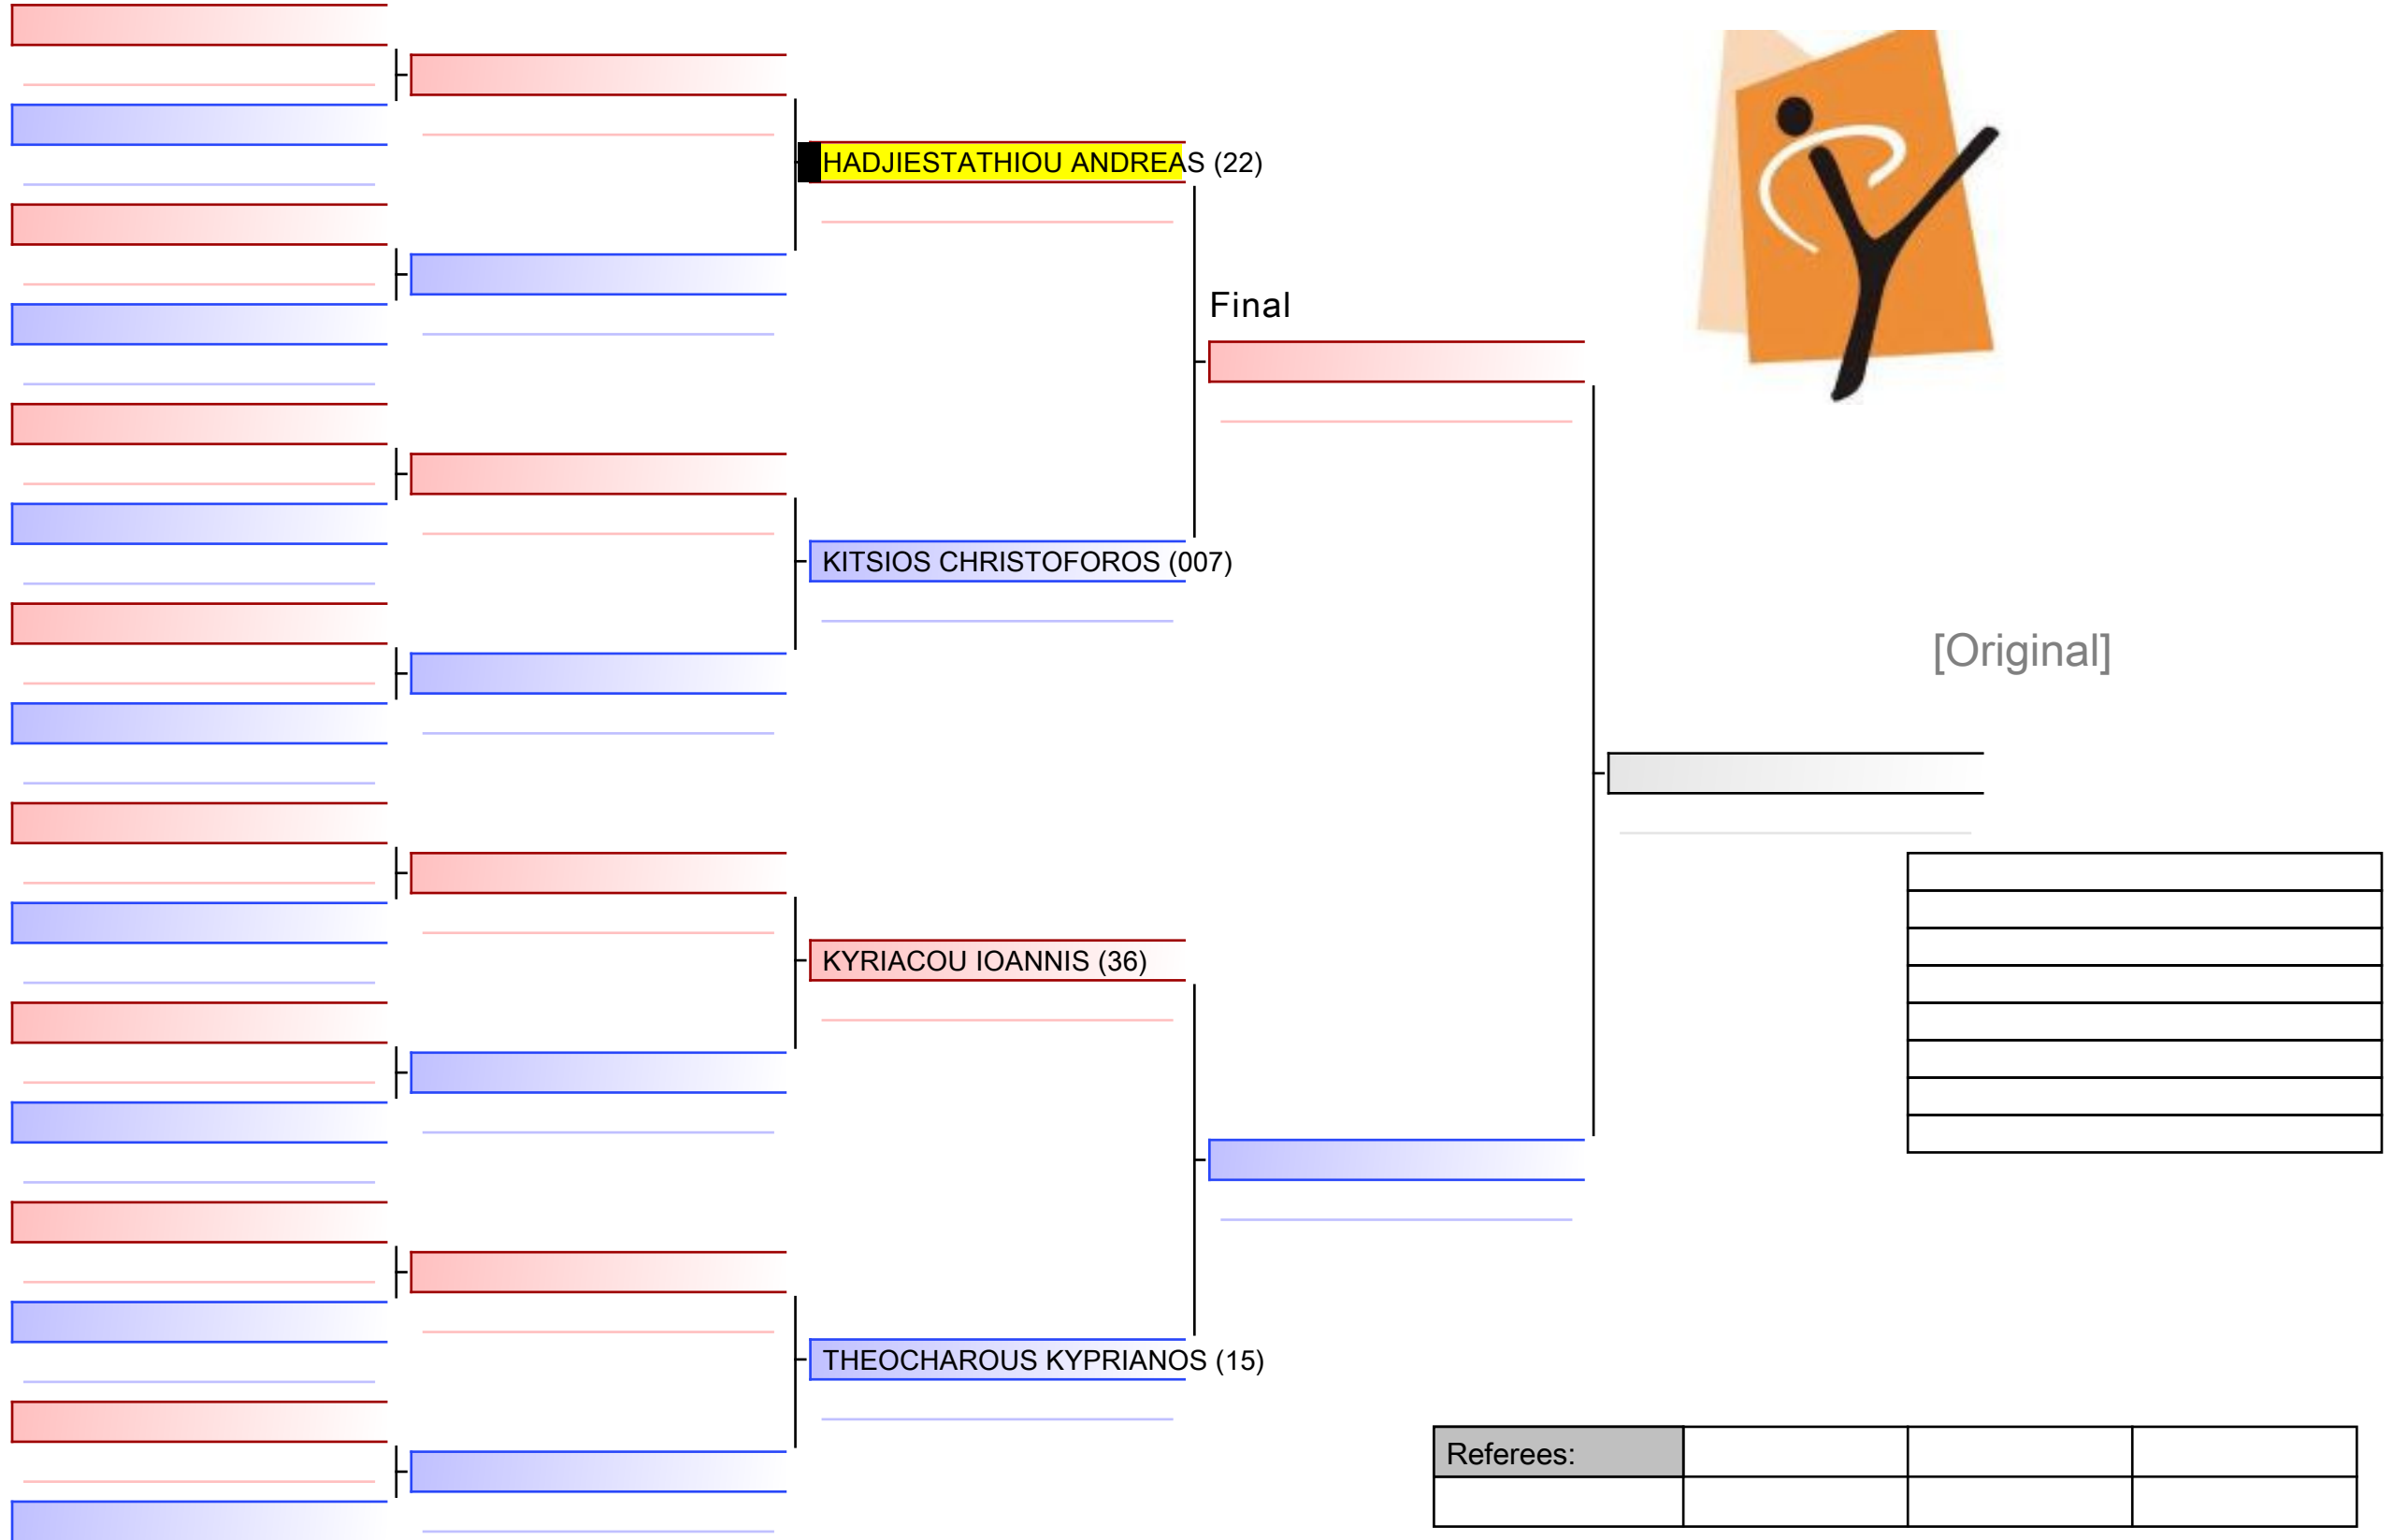 HADJIESTATHIOU ANDREAS (22)
Final
KITSIOS CHRISTOFOROS (007)
[Original]
KYRIACOU IOANNIS (36)
THEOCHAROUS KYPRIANOS (15)
Referees: